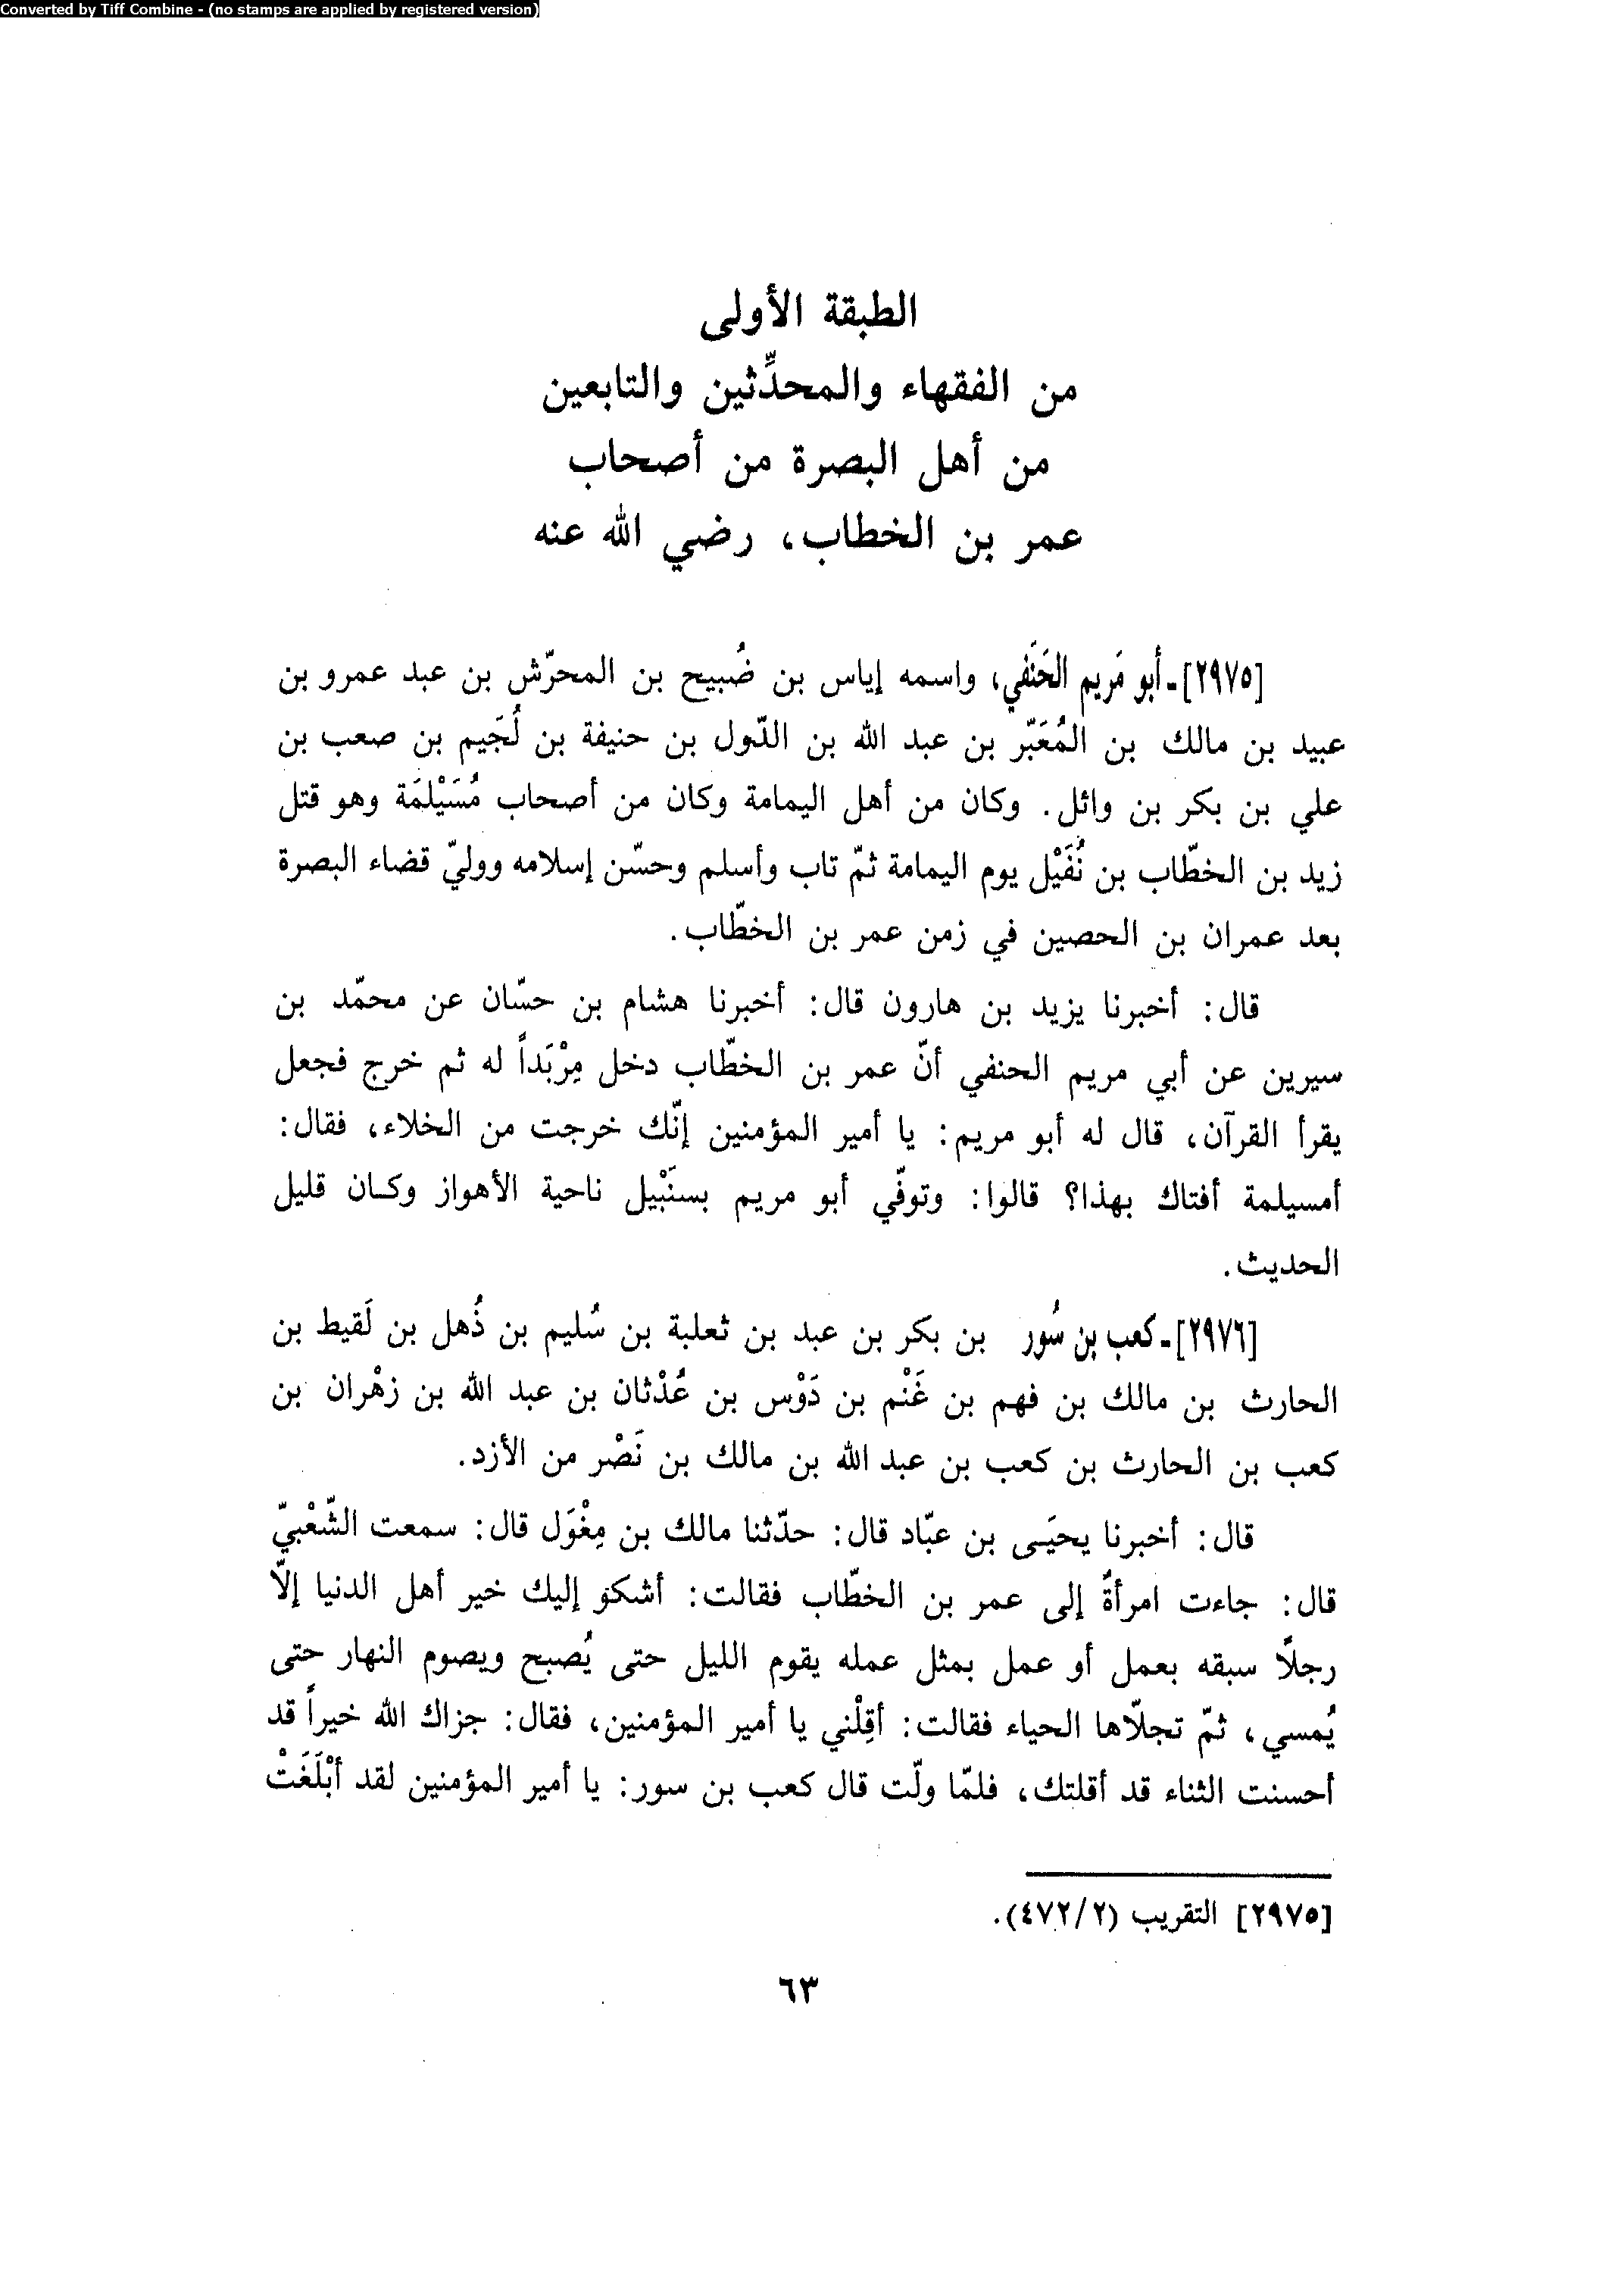 Converted by Tiff Combine - (no stamps are applied by registered version)
الطبقة الأولى
من الفقهاء والمحدِّثين والتابعين
من أهل البصرة من أصحاب
عمر بن الخطاب، رضي الله عنه
[٢٩٧٥]ـ أبو مَريم الحَنَفي، واسمه إياس بن ضُبيح بن المحرّش بن عبد عمرو بن
عبيد بن مالك بن المُعَبّر بن عبد الله بن الدّول بن حنيفة بن لُجَيم بن صعب بن
علي بن بكر بن وائل. وكان من أهل اليمامة وكان من أصحاب مُسَيْلمَة وهو قتل
زيد بن الخطّاب بن نُفَيْل يوم اليمامة ثمّ تاب وأسلم وحسّن إسلامه ووليّ قضاء البصرة
بعد عمران بن الحصين في زمن عمر بن الخطّاب.
قال: أخبرنا يزيد بن هارون قال: أخبرنا هشام بن حسّان عن محمّد بن
سيرين عن أبي مريم الحنفي أنّ عمر بن الخطّاب دخل مِرْبَداً له ثم خرج فجعل
يقرأ القرآن، قال له أبو مريم: يا أمير المؤمنين إنّك خرجت من الخلاء، فقال:
أمسيلمة أفتاك بهذا؟ قالوا: وتوفّي أبو مريم بسنَبْيل ناحية الأهواز وكان قليل
الحديث.
[٢٩٧٦]ـ كعب بن سُور بن بكر بن عبد بن ثعلبة بن سُليم بن ذُهل بن لَقيط بن
الحارث بن مالك بن فهم بن غَنْم بن دَوْس بن عُدْثان بن عبد الله بن زهْران بن
كعب بن الحارث بن كعب بن عبد الله بن مالك بن نَصْر من الأزد.
قال: أخبرنا يحيَى بن عبّاد قال: حدّثنا مالك بن مِغْوَل قال: سمعت الشّعْبيّ
قال: جاءت امرأةٌ إلى عمر بن الخطّاب فقالت: أشكو إليك خير أهل الدنيا إلّا
رجلًا سبقه بعمل أو عمل بمثل عمله يقوم الليل حتى يُصبح ويصوم النهار حتى
يُمسي، ثمّ تجلّاها الحياء فقالت: أقِلْني يا أمير المؤمنين، فقال: جزاك الله خيراً قد
أحسنت الثناء قد أقلتك، فلمّا ولّت قال كعب بن سور: يا أمير المؤمنين لقد أبْلَغَتْ
[٢٩٧٥] التقريب (٤٧٢/٢).
٦٣